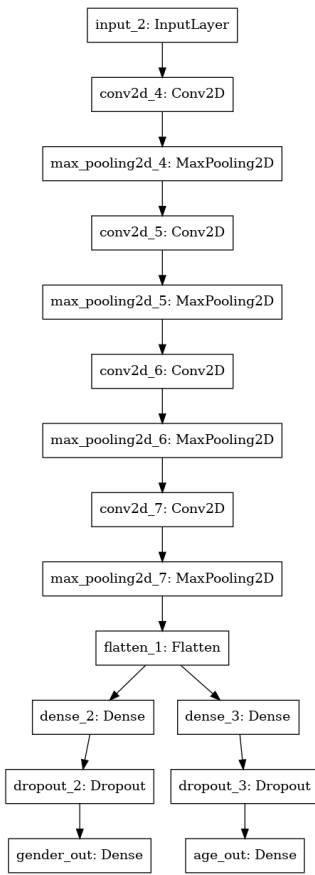 input_2: InputLayer
conv2d_4: Conv2D
max_pooling2d_4: MaxPooling2D
conv2d_5: Conv2D
max_pooling2d_5: MaxPooling2D
conv2d_6: Conv2D
max_pooling2d_6: MaxPooling2D
conv2d_7: Conv2D
max_pooling2d_7: MaxPooling2D
flatten_1: Flatten
dense_2: Dense
dense_3: Dense
dropout_2: Dropout
dropout_3: Dropout
gender_out: Dense
age_out: Dense